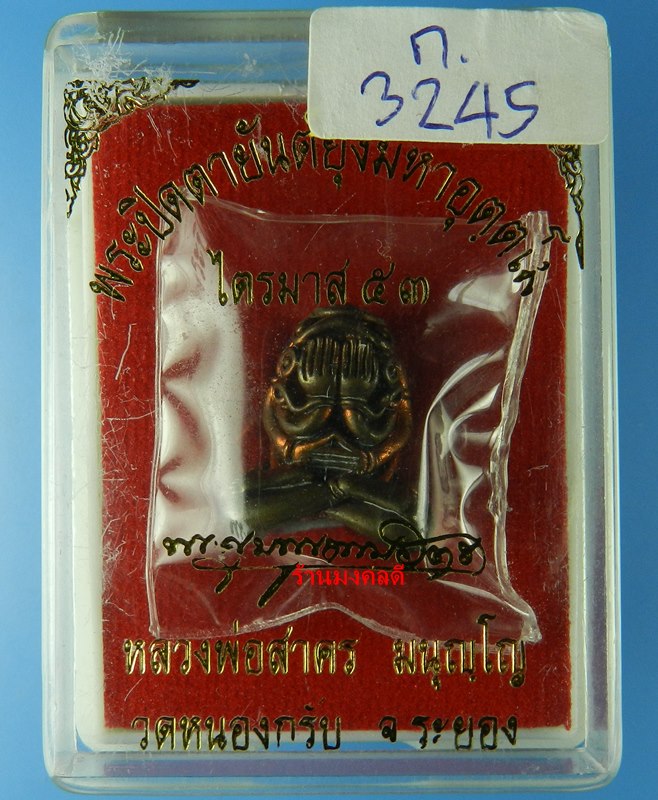 ก.
3245
พระปิดตายันต์ยุ่งมหาอุตต์
ไตรมาส ๕๓
ร้านมงคลดี
หลวงพ่อสาคร มนุญฺโญ
วัดหนองกรับ จ.ระยอง